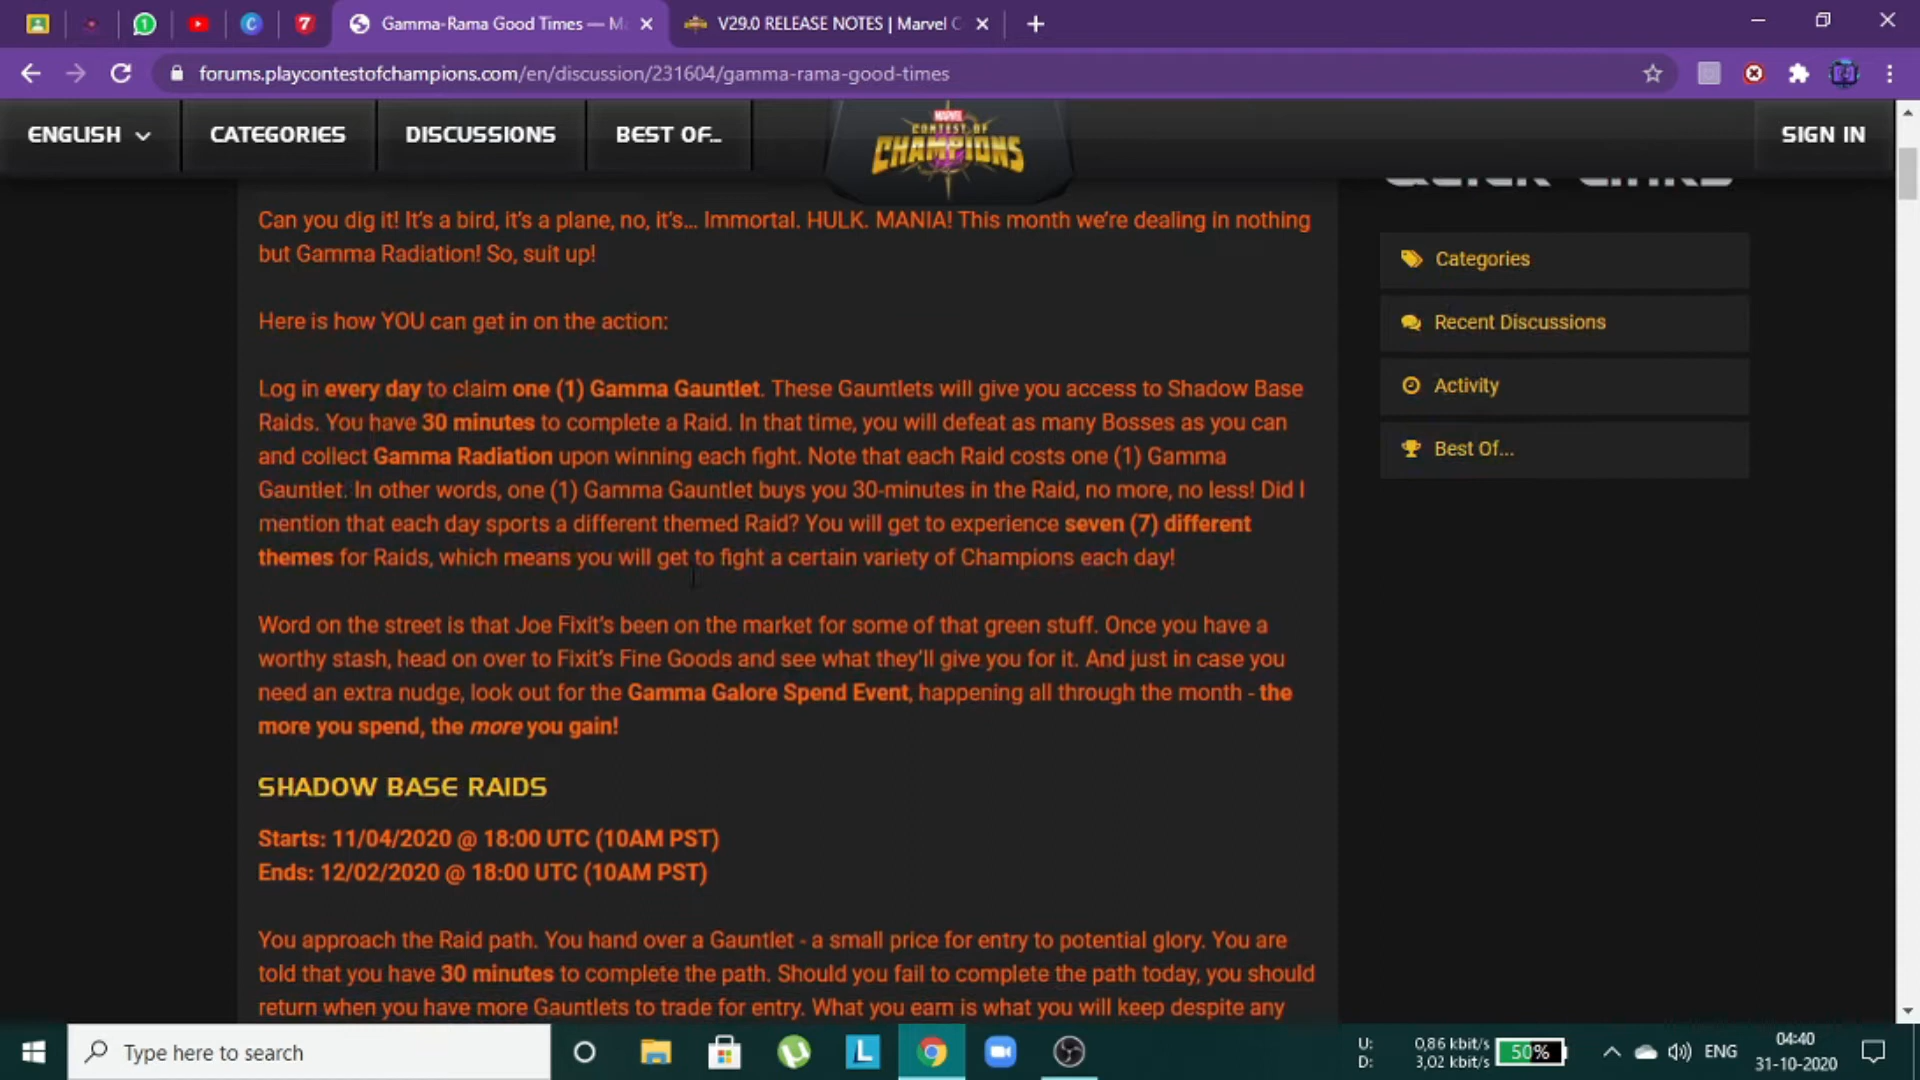 Gamma-Rama Good Times — M
V29.0 RELEASE NOTES | Marvel C
forums.playcontestofchampions.com/en/discussion/231604/gamma-rama-good-times
ENGLISH
CATEGORIES
DISCUSSIONS
BEST OF...
MARVEL
CONTEST OF
CHAMPIONS
SIGN IN
QUICK LINKS
Can you dig it! It's a bird, it's a plane, no, it's... Immortal. HULK. MANIA! This month we're dealing in nothing
but Gamma Radiation! So, suit up!
Here is how YOU can get in on the action:
Log in every day to claim one (1) Gamma Gauntlet. These Gauntlets will give you access to Shadow Base
Raids. You have 30 minutes to complete a Raid. In that time, you will defeat as many Bosses as you can
and collect Gamma Radiation upon winning each fight. Note that each Raid costs one (1) Gamma
Gauntlet. In other words, one (1) Gamma Gauntlet buys you 30-minutes in the Raid, no more, no less! Did I
mention that each day sports a different themed Raid? You will get to experience seven (7) different
themes for Raids, which means you will get to fight a certain variety of Champions each day!
Word on the street is that Joe Fixit's been on the market for some of that green stuff. Once you have a
worthy stash, head on over to Fixit's Fine Goods and see what they'll give you for it. And just in case you
need an extra nudge, look out for the Gamma Galore Spend Event, happening all through the month - the
more you spend, the more you gain!
SHADOW BASE RAIDS
Starts: 11/04/2020 @ 18:00 UTC (10AM PST)
Ends: 12/02/2020 @ 18:00 UTC (10AM PST)
You approach the Raid path. You hand over a Gauntlet - a small price for entry to potential glory. You are
told that you have 30 minutes to complete the path. Should you fail to complete the path today, you should
return when you have more Gauntlets to trade for entry. What you earn is what you will keep despite any
Categories
Recent Discussions
Activity
Best Of...
Type here to search
U: 0,86 kbit/s
D: 3,02 kbit/s
50%
ENG
04:40
31-10-2020